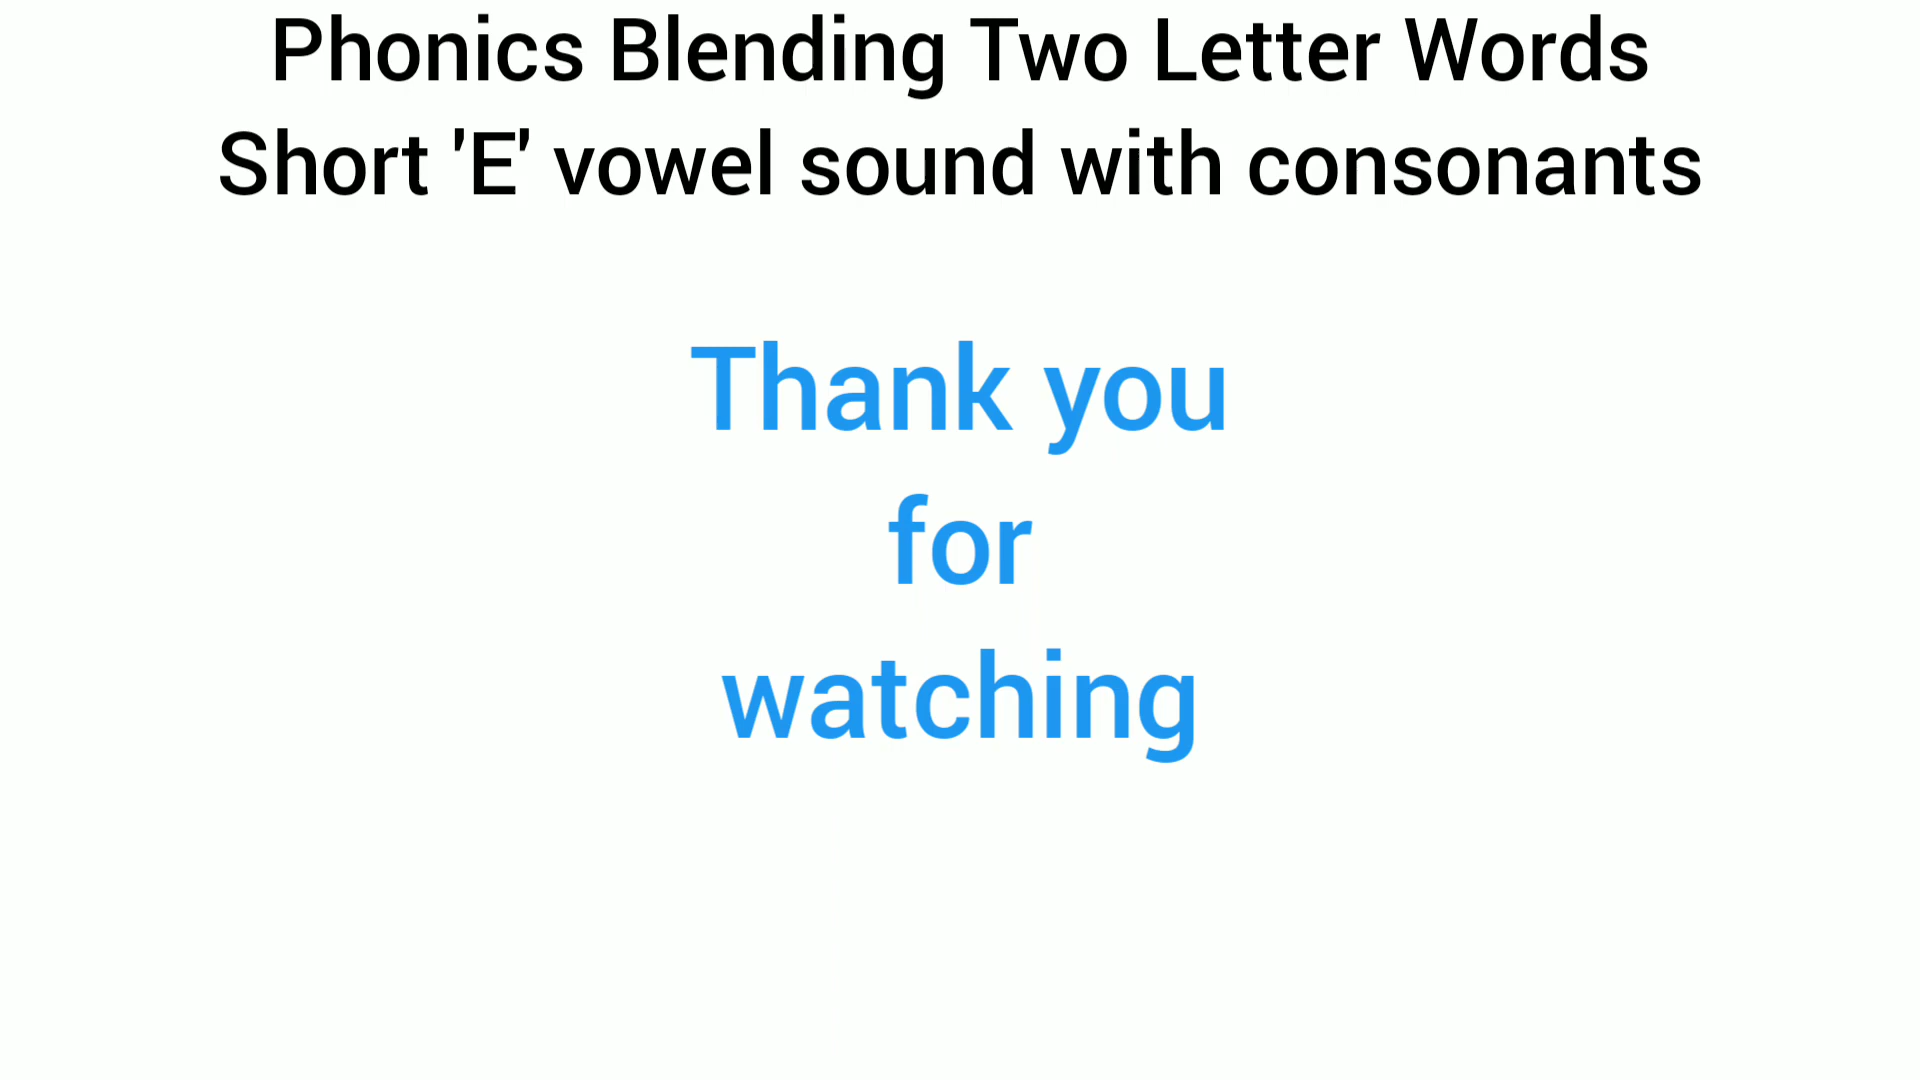 Phonics Blending Two Letter Words
Short 'E' vowel sound with consonants
Thank you
for
watching